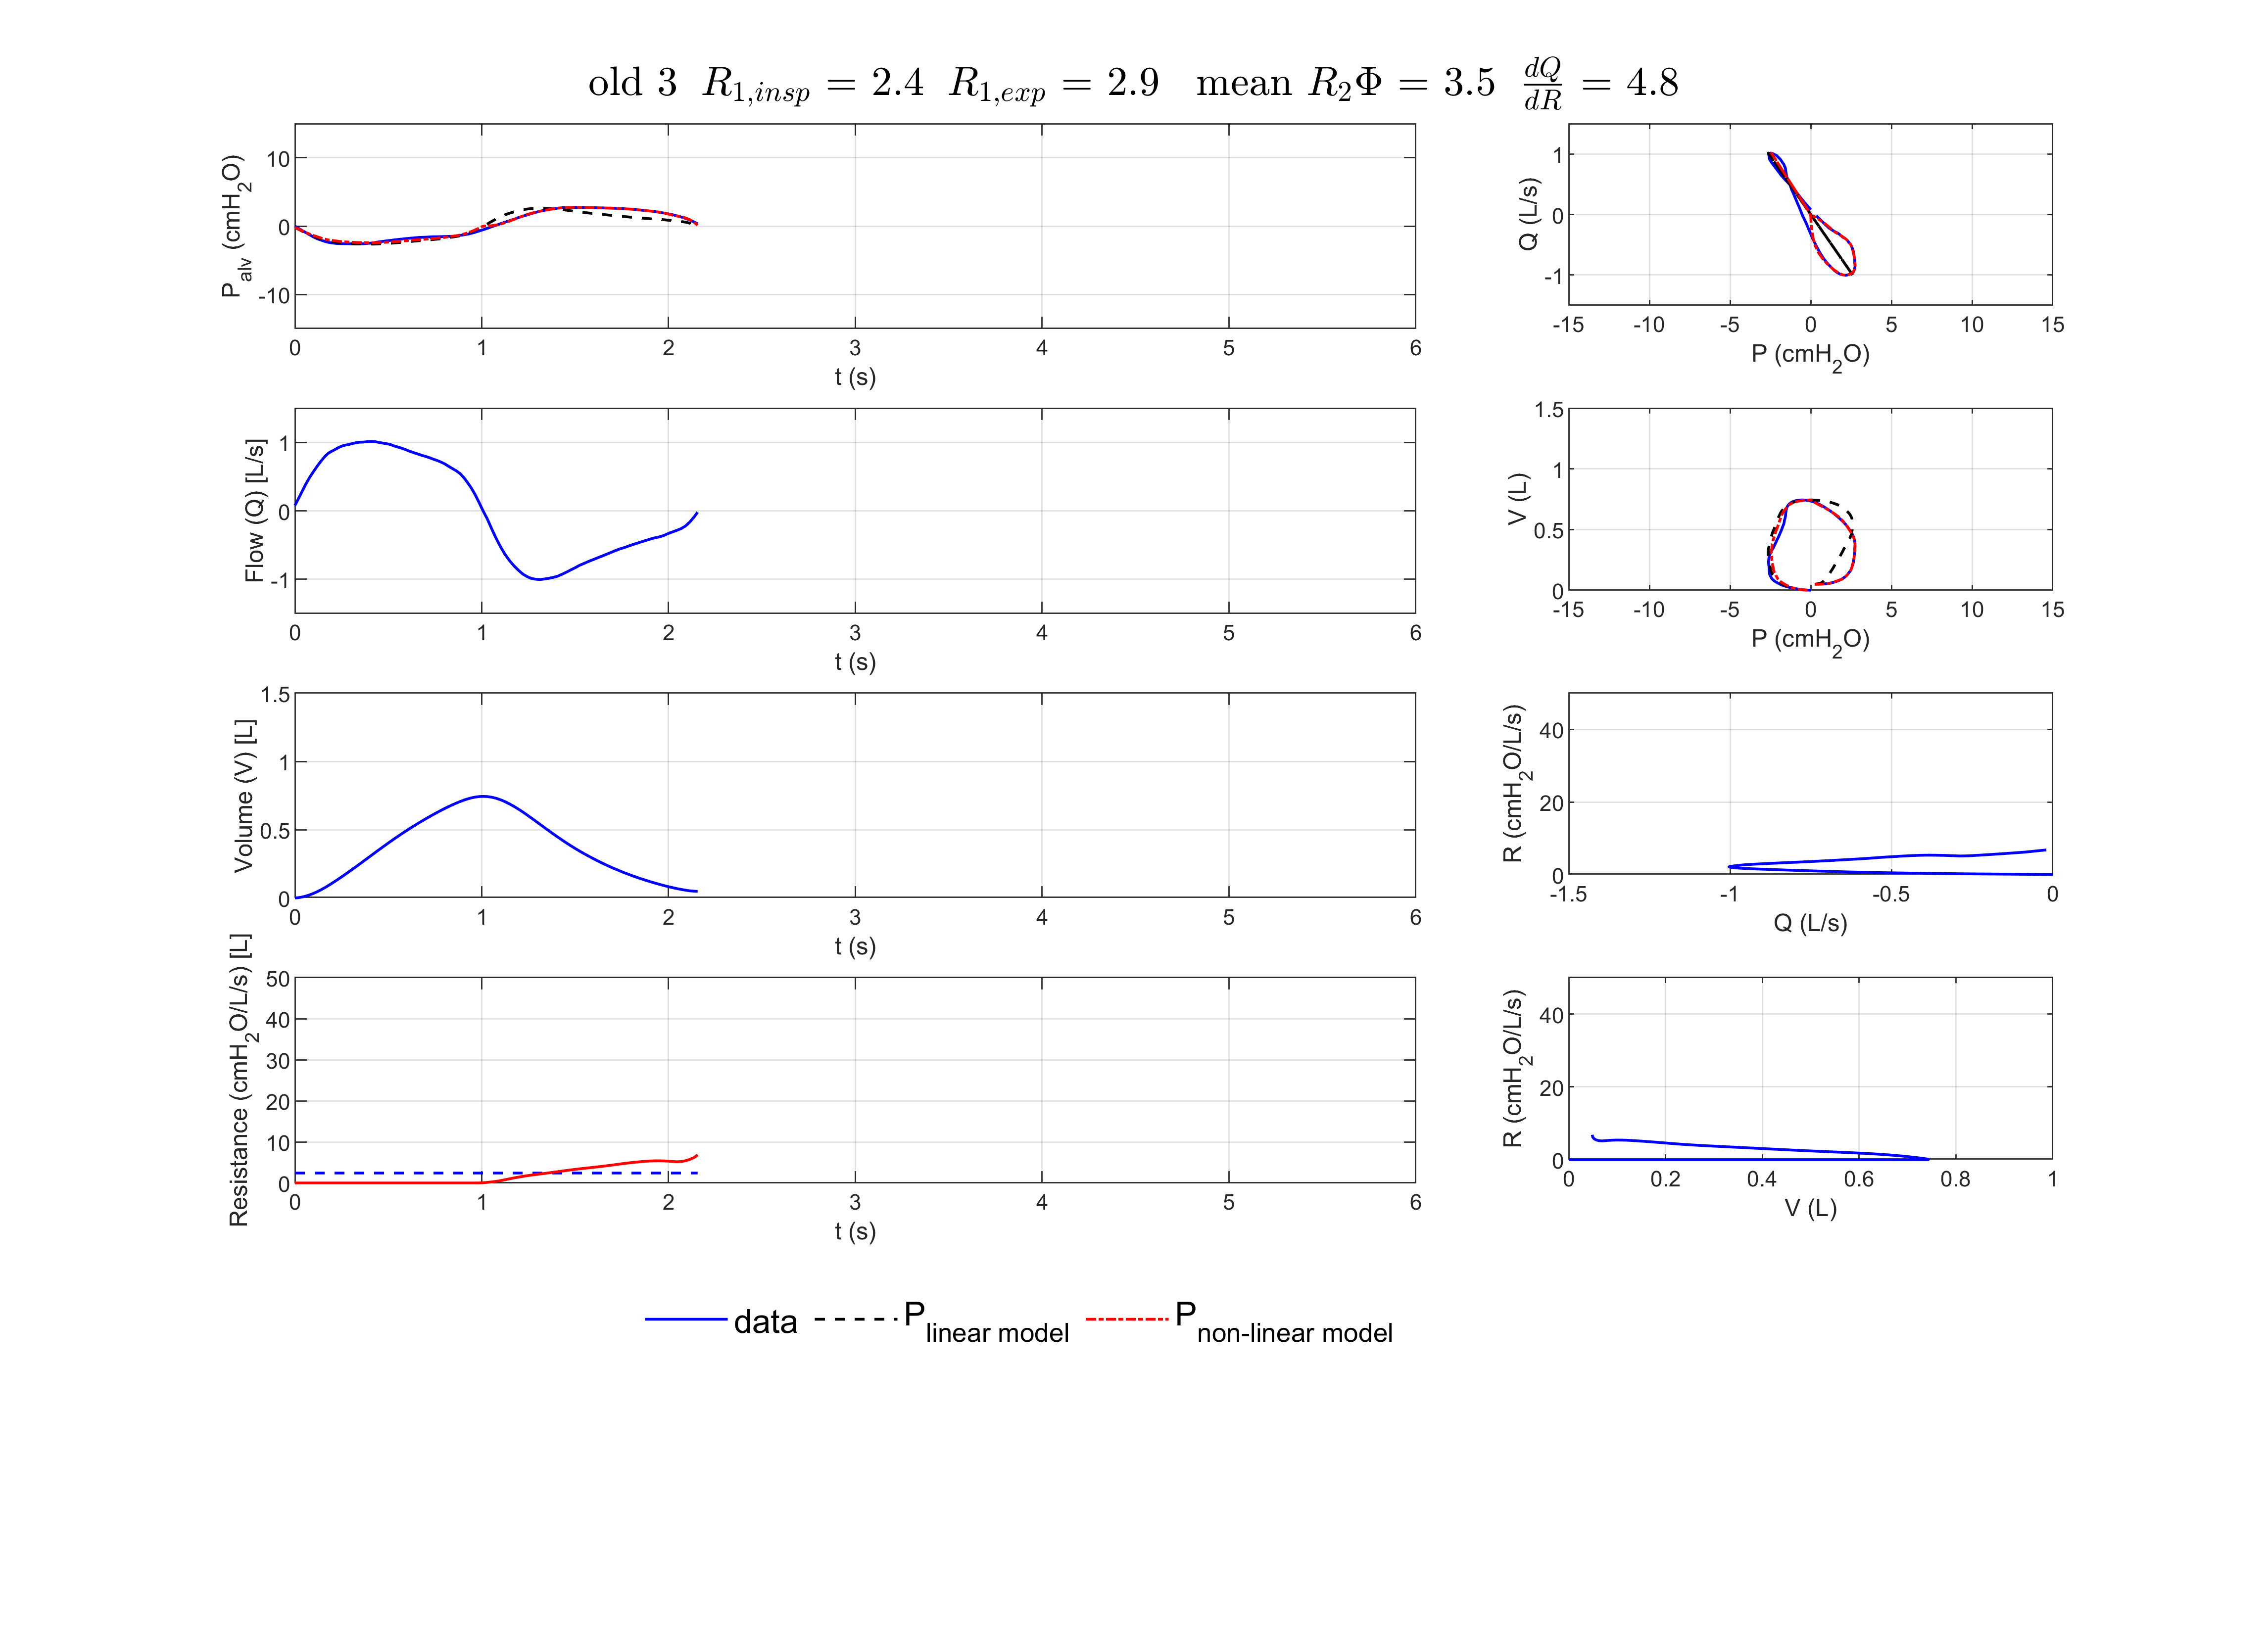 old 3 R1,insp = 2.4 R1,exp = 2.9 mean R2Φ = 3.5 dQ/dR = 4.8
Palv (cmH2O)
10
0
-10
0 1 2 3 4 5 6
t (s)
Q (L/s)
1
0
-1
-15 -10 -5 0 5 10 15
P (cmH2O)
Flow (Q) [L/s]
1
0
-1
0 1 2 3 4 5 6
t (s)
V (L)
1.5
1
0.5
0
-15 -10 -5 0 5 10 15
P (cmH2O)
Volume (V) [L]
1.5
1
0.5
0
0 1 2 3 4 5 6
t (s)
R (cmH2O/L/s)
40
20
0
-1.5 -1 -0.5 0
Q (L/s)
Resistance (cmH2O/L/s) [L]
50
40
30
20
10
0
0 1 2 3 4 5 6
t (s)
R (cmH2O/L/s)
40
20
0
0 0.2 0.4 0.6 0.8 1
V (L)
data Plinear model Pnon-linear model